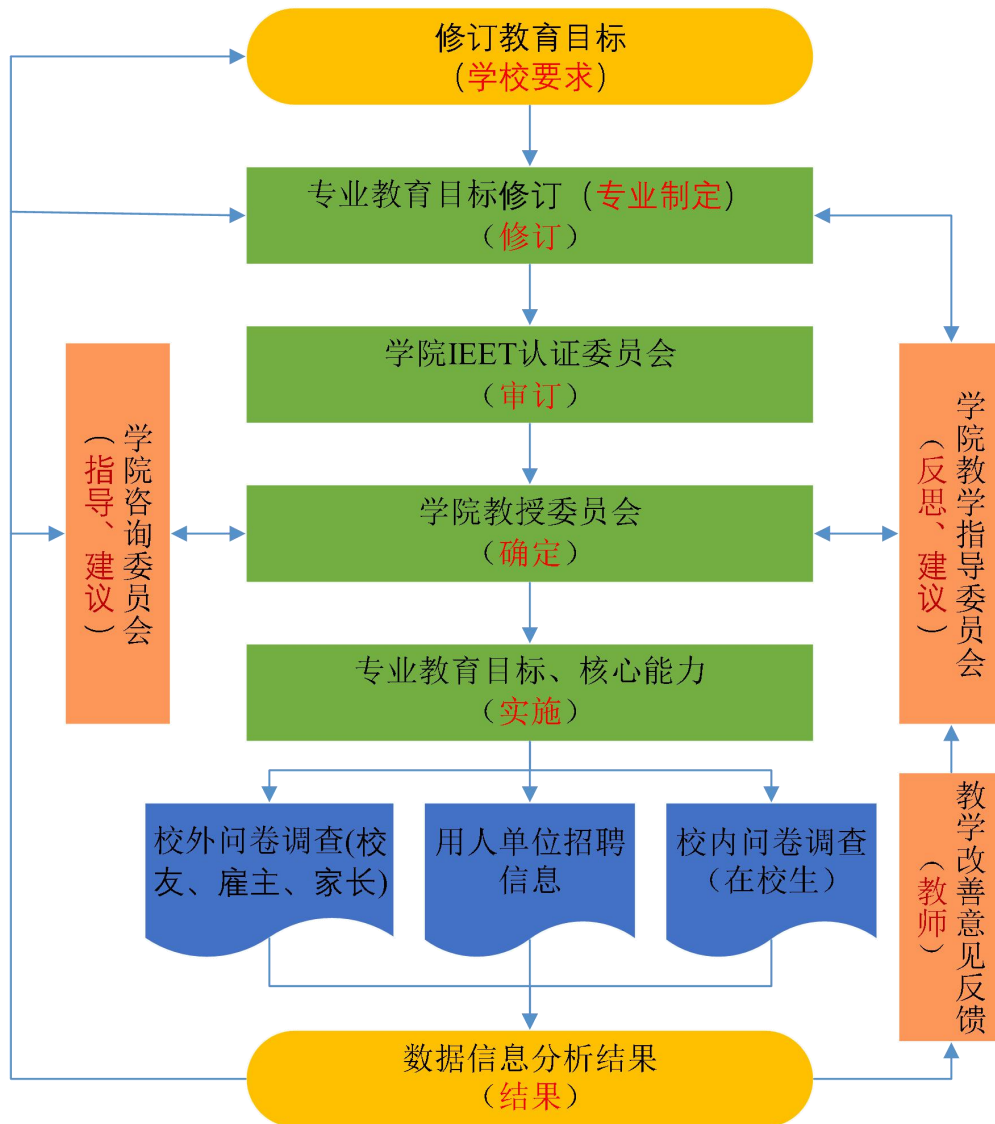 修订教育目标
（学校要求）
专业教育目标修订（专业制定）
（修订）
学院IEET认证委员会
（审订）
学院咨询委员会
（指导、建议）
学院教授委员会
（确定）
学院教学指导委员会
（反思、建议）
专业教育目标、核心能力
（实施）
校外问卷调查(校
友、雇主、家长)
用人单位招聘
信息
校内问卷调查
（在校生）
教学改善意见反馈
（教师）
数据信息分析结果
（结果）